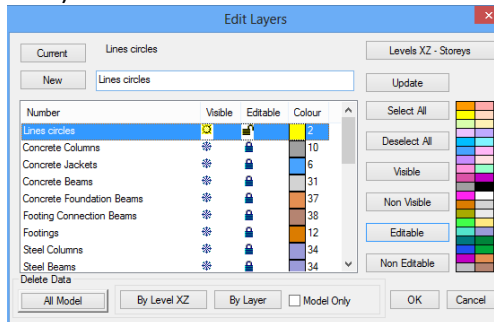 Edit Layers
Current Lines circles Levels XZ - Storeys
New Lines circles Update
Number Visible Editable Colour Select All
Lines circles 2
Concrete Columns 10 Deselect All
Concrete Jackets 6
Concrete Beams 31 Visible
Concrete Foundation Beams 37
Footing Connection Beams 38 Non Visible
Footings 12
Steel Columns 34 Editable
Steel Beams 34 Non Editable
Delete Data
All Model By Level XZ By Layer Model Only OK Cancel